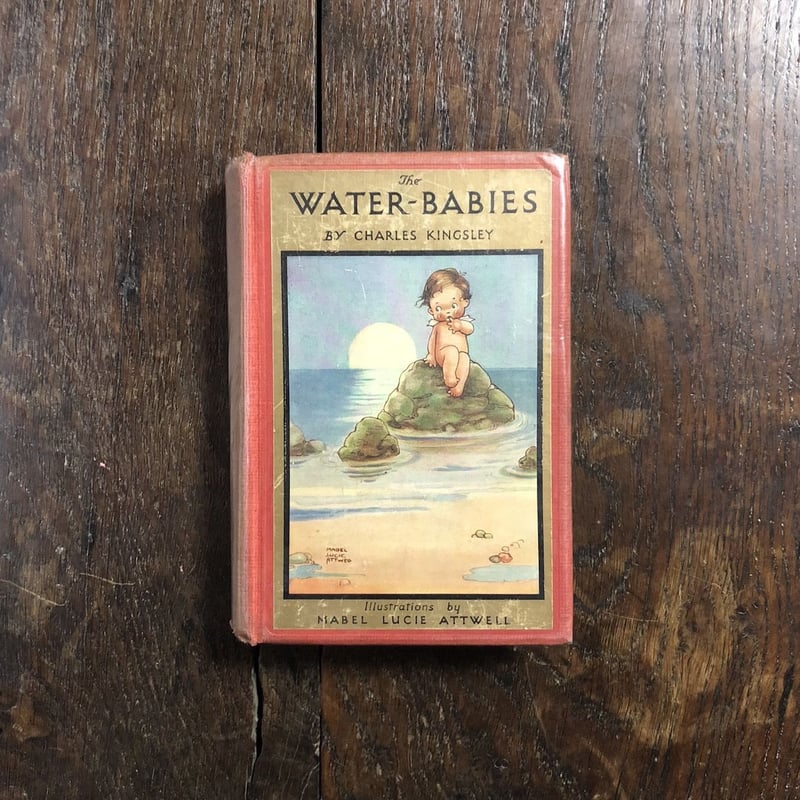 The
WATER-BABIES
BY CHARLES KINGSLEY
MABEL
LUCIE
ATTWELL
Illustrations by
MABEL LUCIE ATTWELL